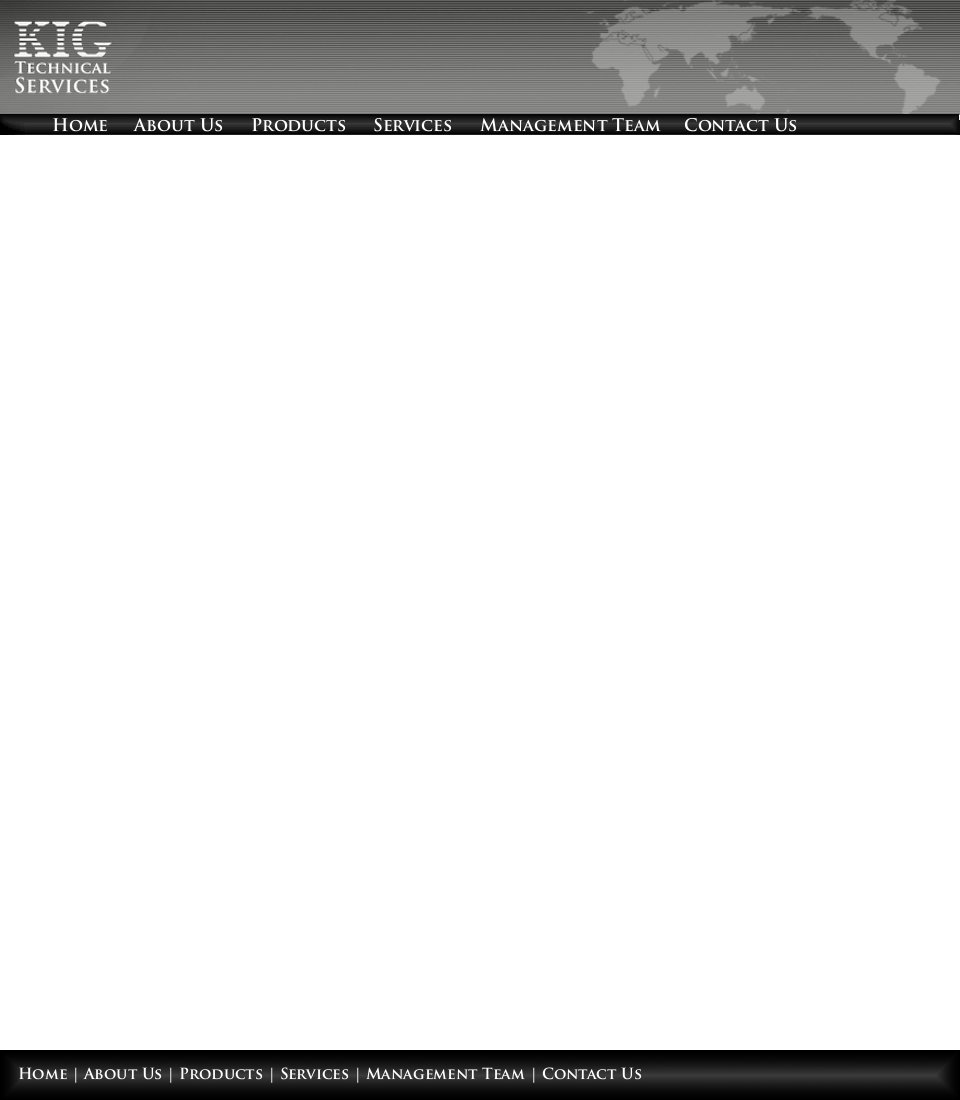 KIG
Technical
Services
Home About Us Products Services Management Team Contact Us
Home | About Us | Products | Services | Management Team | Contact Us